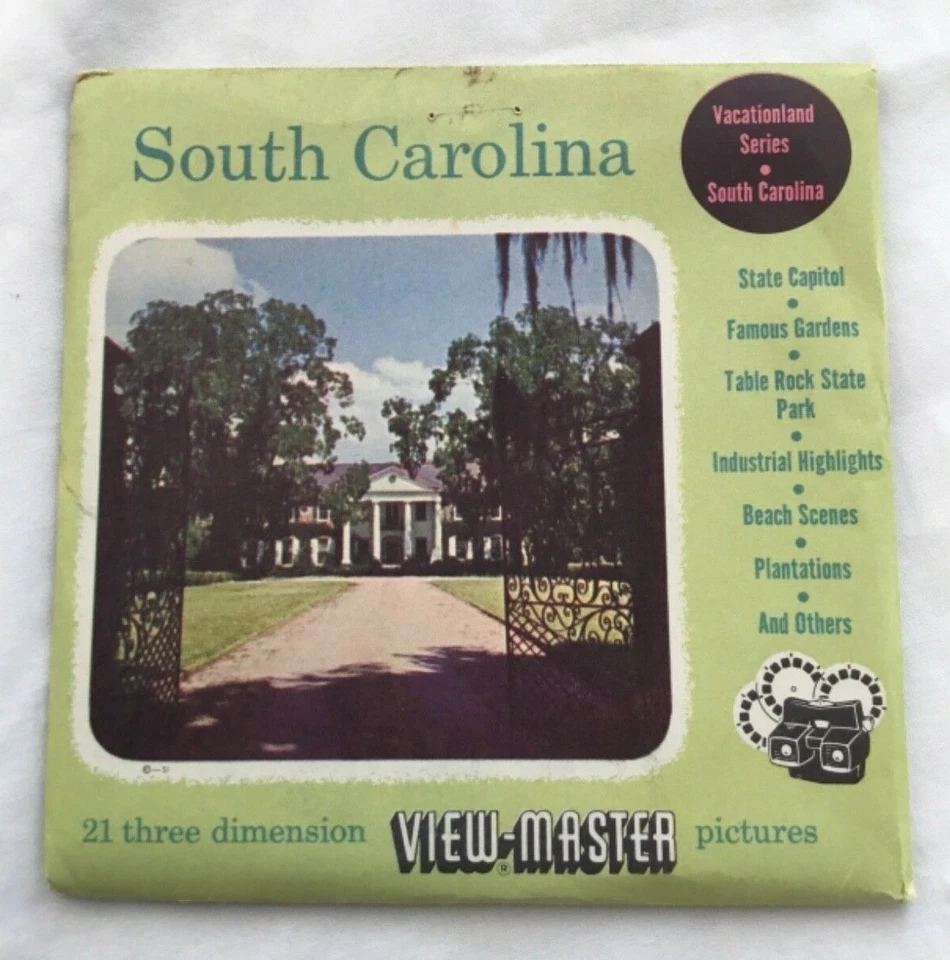 South Carolina
Vacationland
Series
•
South Carolina
State Capitol
•
Famous Gardens
•
Table Rock State
Park
•
Industrial Highlights
•
Beach Scenes
•
Plantations
•
And Others
21 three dimension VIEW-MASTER® pictures